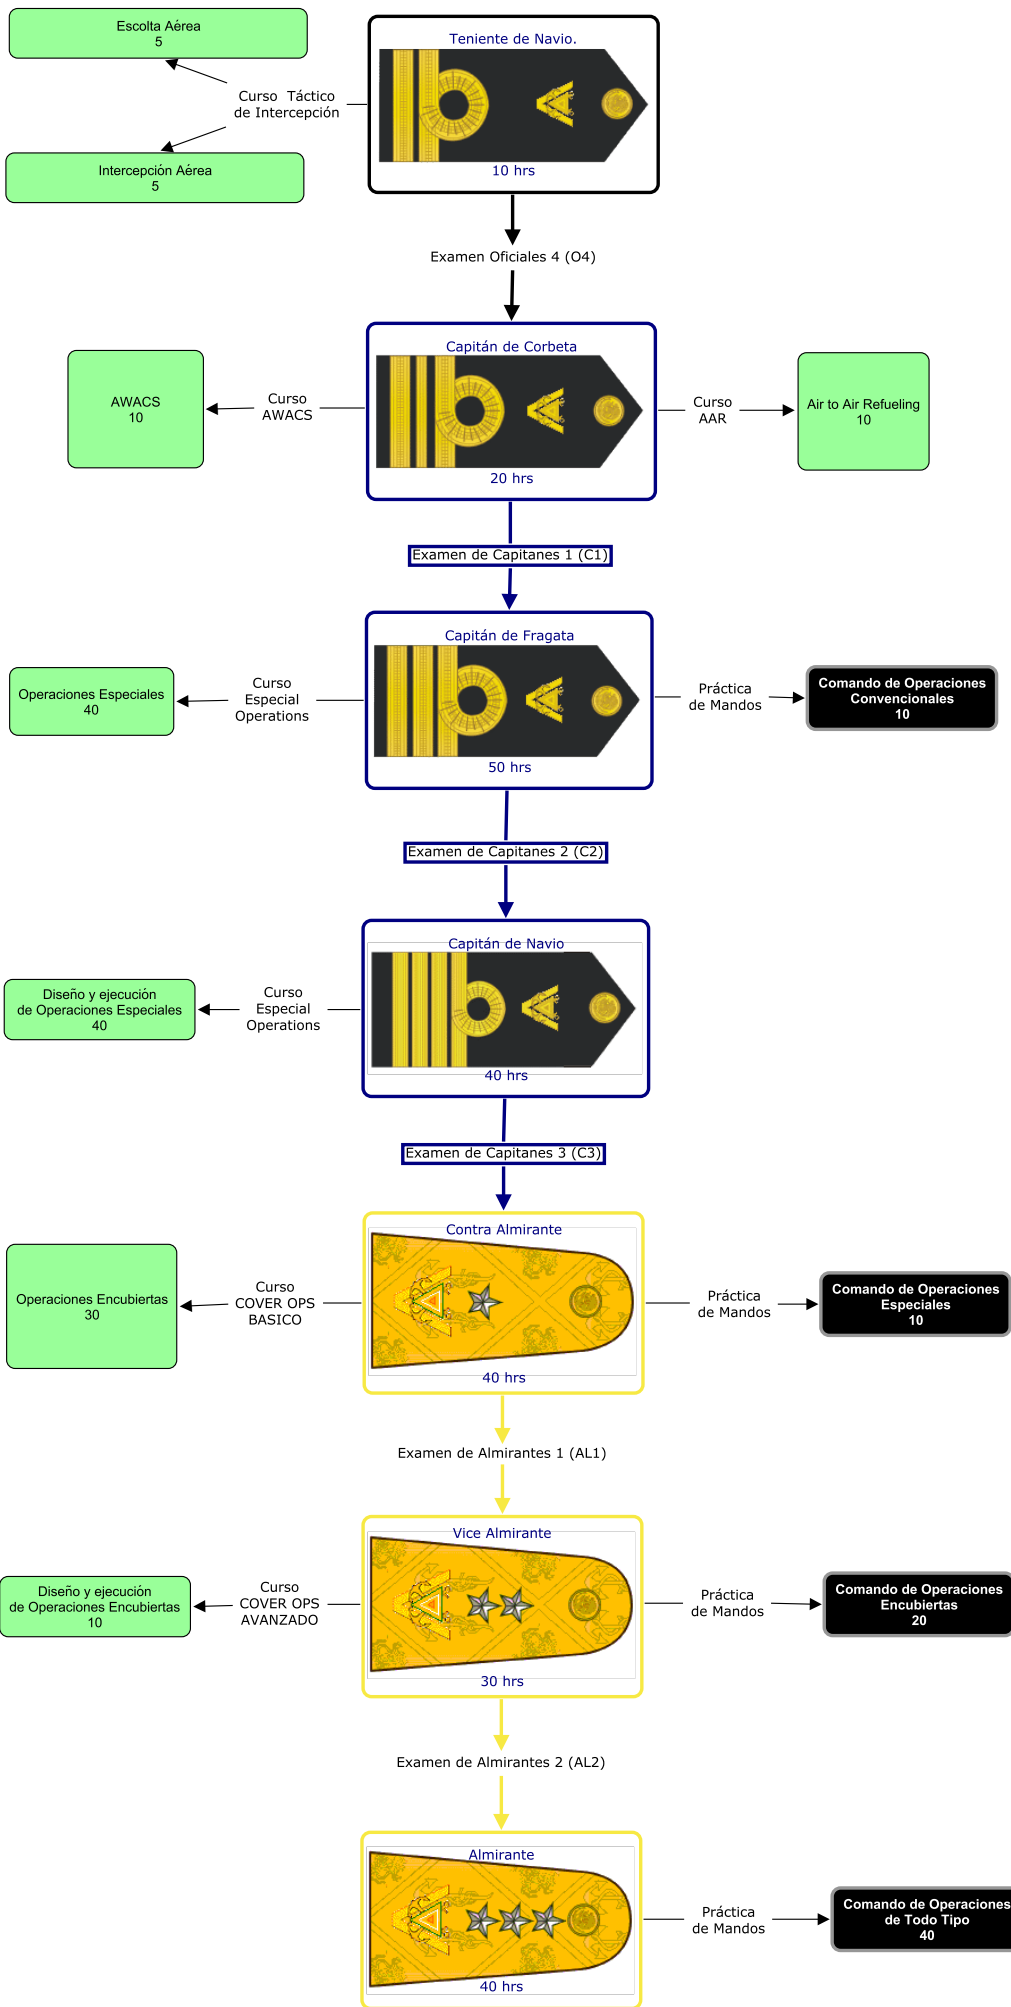 Escolta Aérea
5
Teniente de Navio.
Curso Táctico
de Intercepción
Intercepción Aérea
5
10 hrs
Examen Oficiales 4 (O4)
Capitán de Corbeta
AWACS
10
Curso
AWACS
Curso
AAR
Air to Air Refueling
10
20 hrs
Examen de Capitanes 1 (C1)
Capitán de Fragata
Operaciones Especiales
40
Curso
Especial
Operations
Práctica
de Mandos
Comando de Operaciones
Convencionales
10
50 hrs
Examen de Capitanes 2 (C2)
Capitán de Navio
Diseño y ejecución
de Operaciones Especiales
40
Curso
Especial
Operations
40 hrs
Examen de Capitanes 3 (C3)
Contra Almirante
Operaciones Encubiertas
30
Curso
COVER OPS
BASICO
Práctica
de Mandos
Comando de Operaciones
Especiales
10
40 hrs
Examen de Almirantes 1 (AL1)
Vice Almirante
Diseño y ejecución
de Operaciones Encubiertas
10
Curso
COVER OPS
AVANZADO
Práctica
de Mandos
Comando de Operaciones
Encubiertas
20
30 hrs
Examen de Almirantes 2 (AL2)
Almirante
Práctica
de Mandos
Comando de Operaciones
de Todo Tipo
40
40 hrs